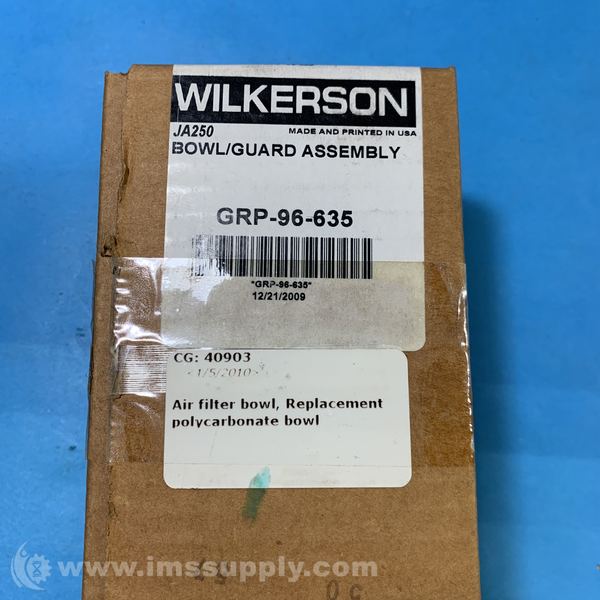 WILKERSON
JA250 MADE AND PRINTED IN USA
BOWL/GUARD ASSEMBLY
GRP-96-635
*GRP-96-635*
12/21/2009
CG: 40903
<1/5/2010>
Air filter bowl, Replacement
polycarbonate bowl
www.imssupply.com